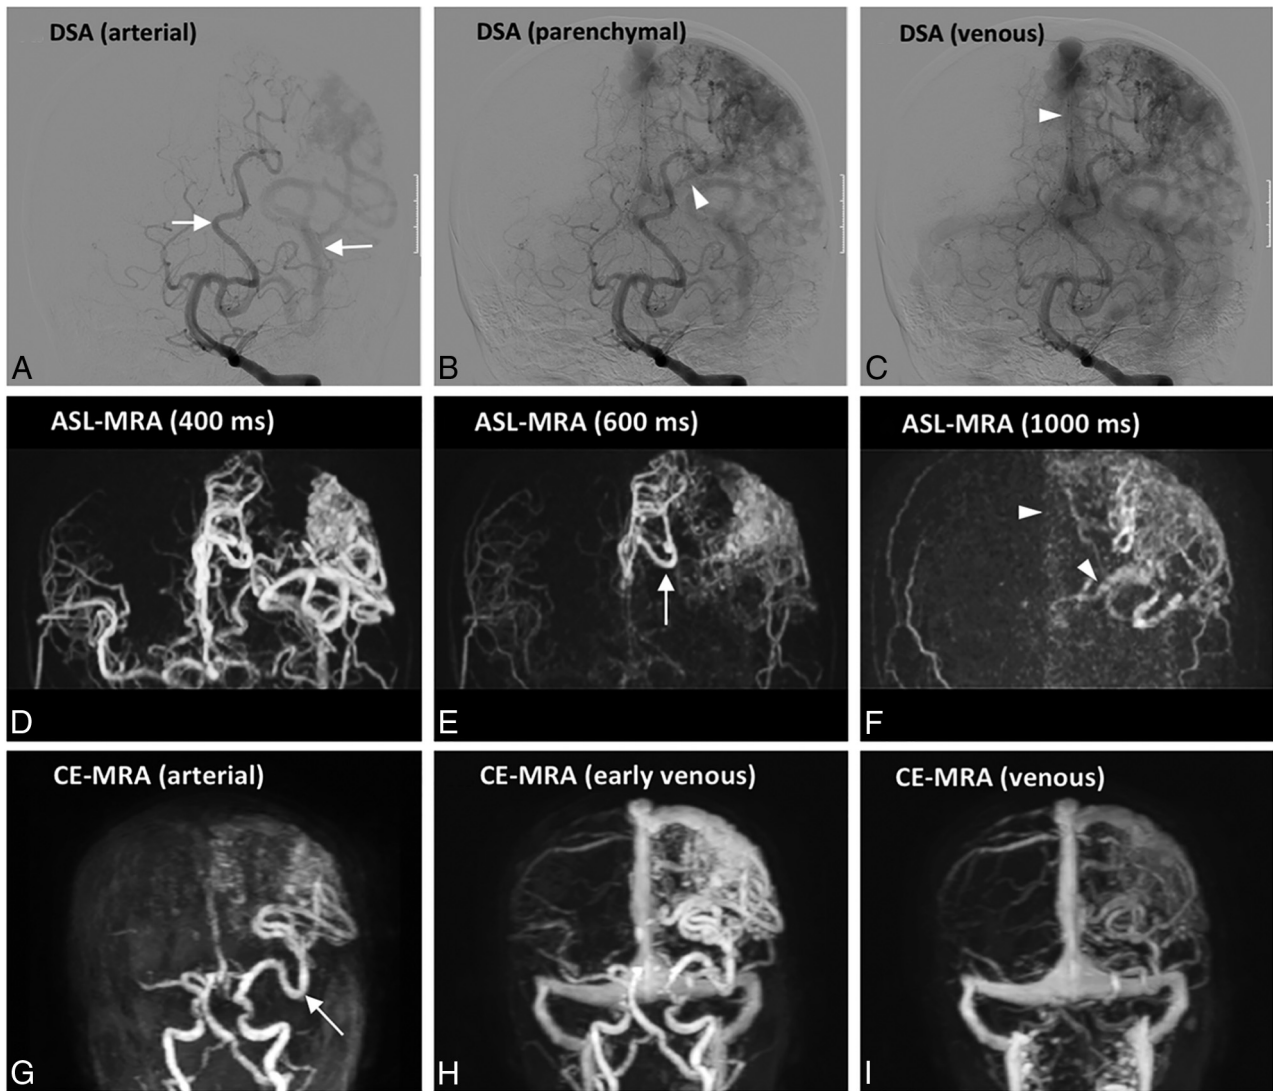 DSA (arterial)
A
DSA (parenchymal)
B
DSA (venous)
C
ASL-MRA (400 ms)
D
ASL-MRA (600 ms)
E
ASL-MRA (1000 ms)
F
CE-MRA (arterial)
G
CE-MRA (early venous)
H
CE-MRA (venous)
I